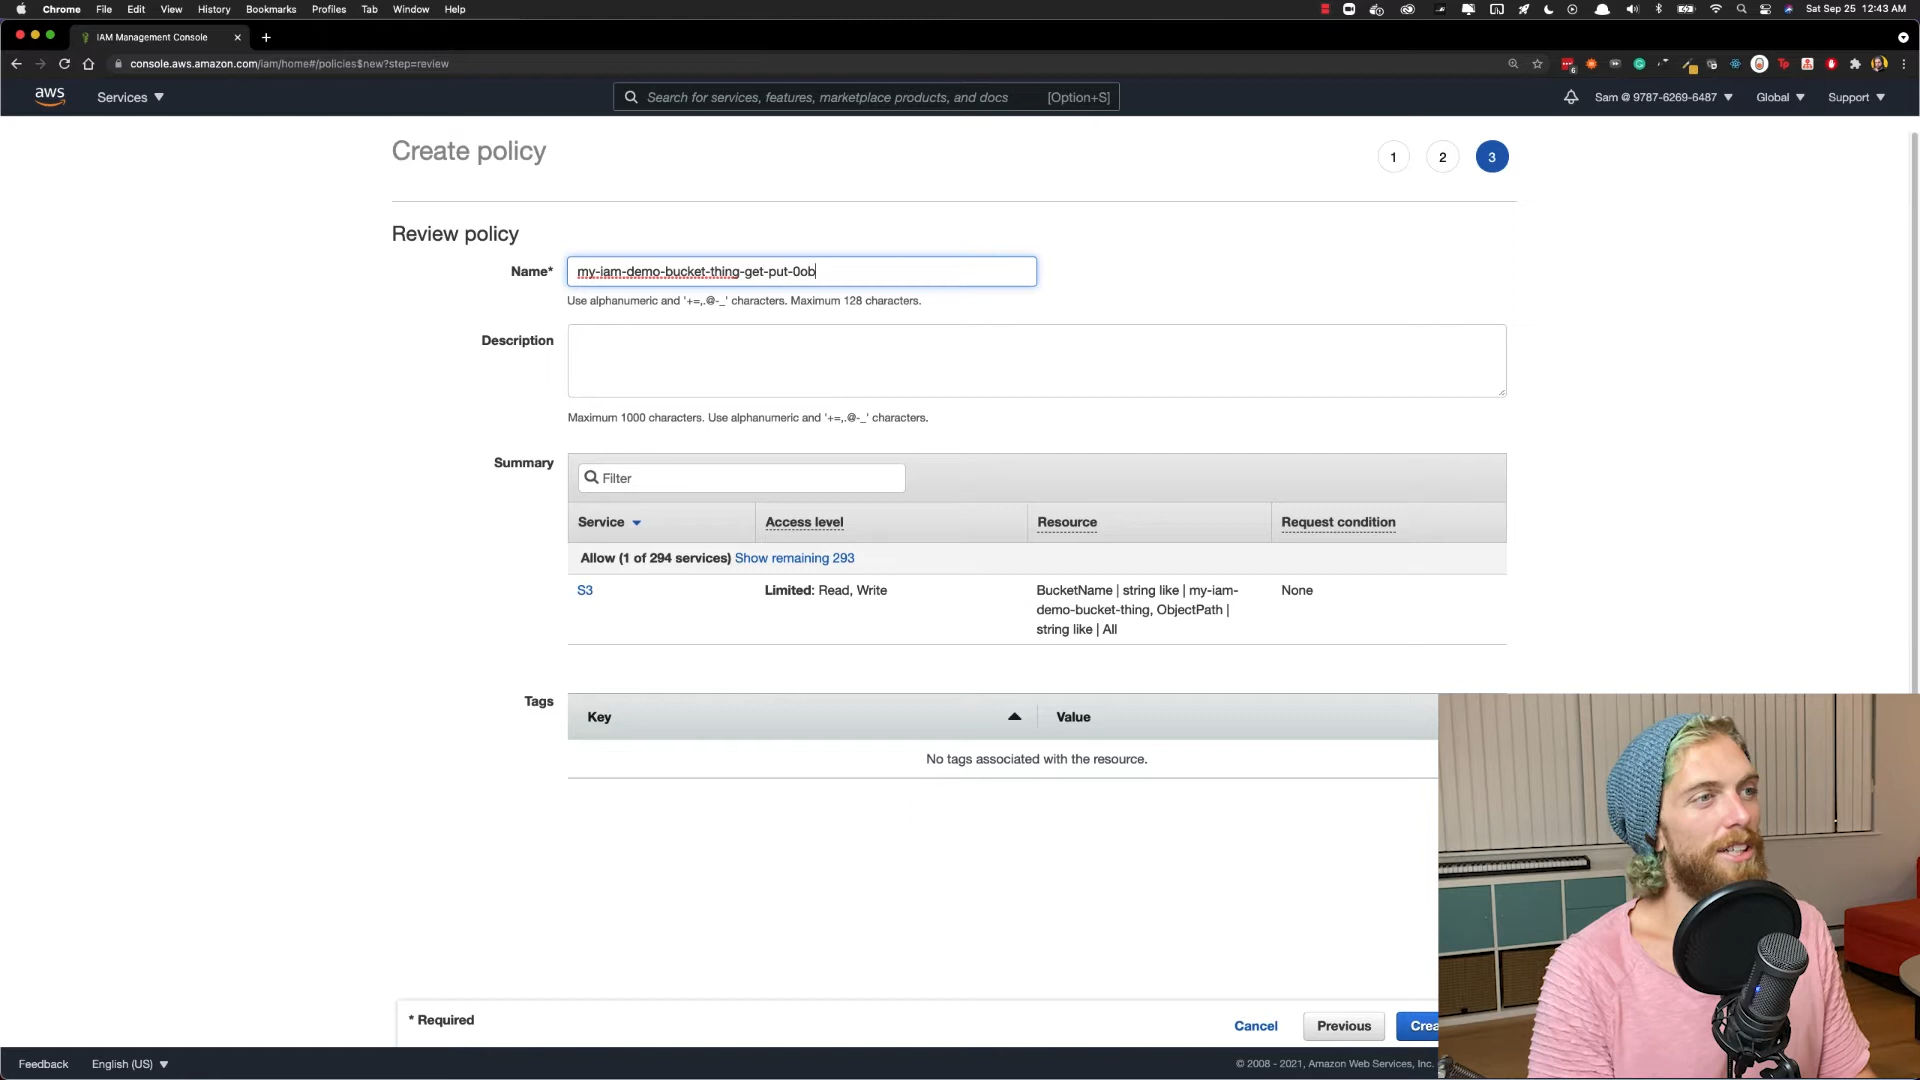 Chrome File Edit View History Bookmarks Profiles Tab Window Help Sat Sep 25 12:43 AM
IAM Management Console
console.aws.amazon.com/iam/home#/policies$new?step=review
aws Services Search for services, features, marketplace products, and docs [Option+S] Sam @ 9787-6269-6487 Global Support
Create policy 1 2 3
Review policy
Name* my-iam-demo-bucket-thing-get-put-0ob
Use alphanumeric and '+=,.@-_' characters. Maximum 128 characters.
Description
Maximum 1000 characters. Use alphanumeric and '+=,.@-_' characters.
Summary
Filter
Service Access level Resource Request condition
Allow (1 of 294 services) Show remaining 293
S3 Limited: Read, Write BucketName | string like | my-iam- None
demo-bucket-thing, ObjectPath |
string like | All
Tags
Key Value
No tags associated with the resource.
* Required
Cancel Previous Crea
Feedback English (US) © 2008 - 2021, Amazon Web Services, Inc.